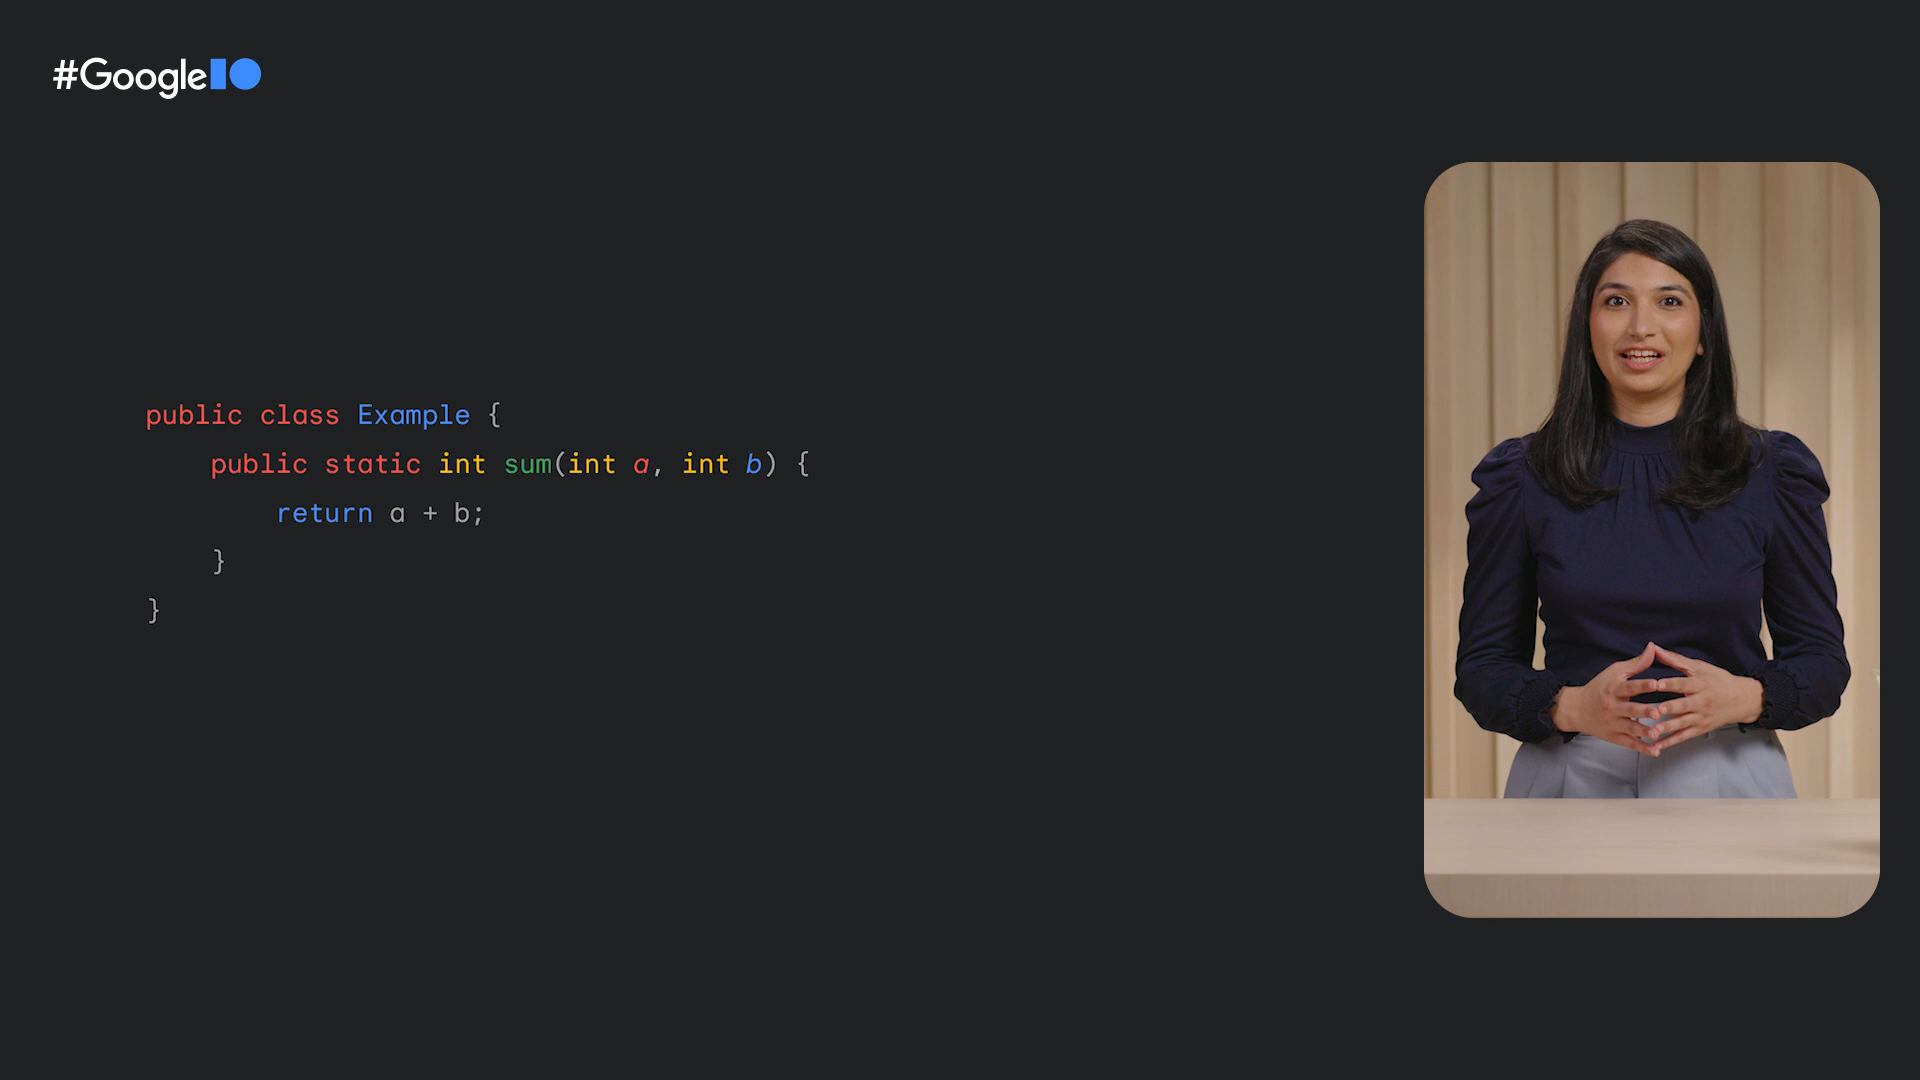 #GoogleIO
public class Example {
    public static int sum(int a, int b) {
        return a + b;
    }
}